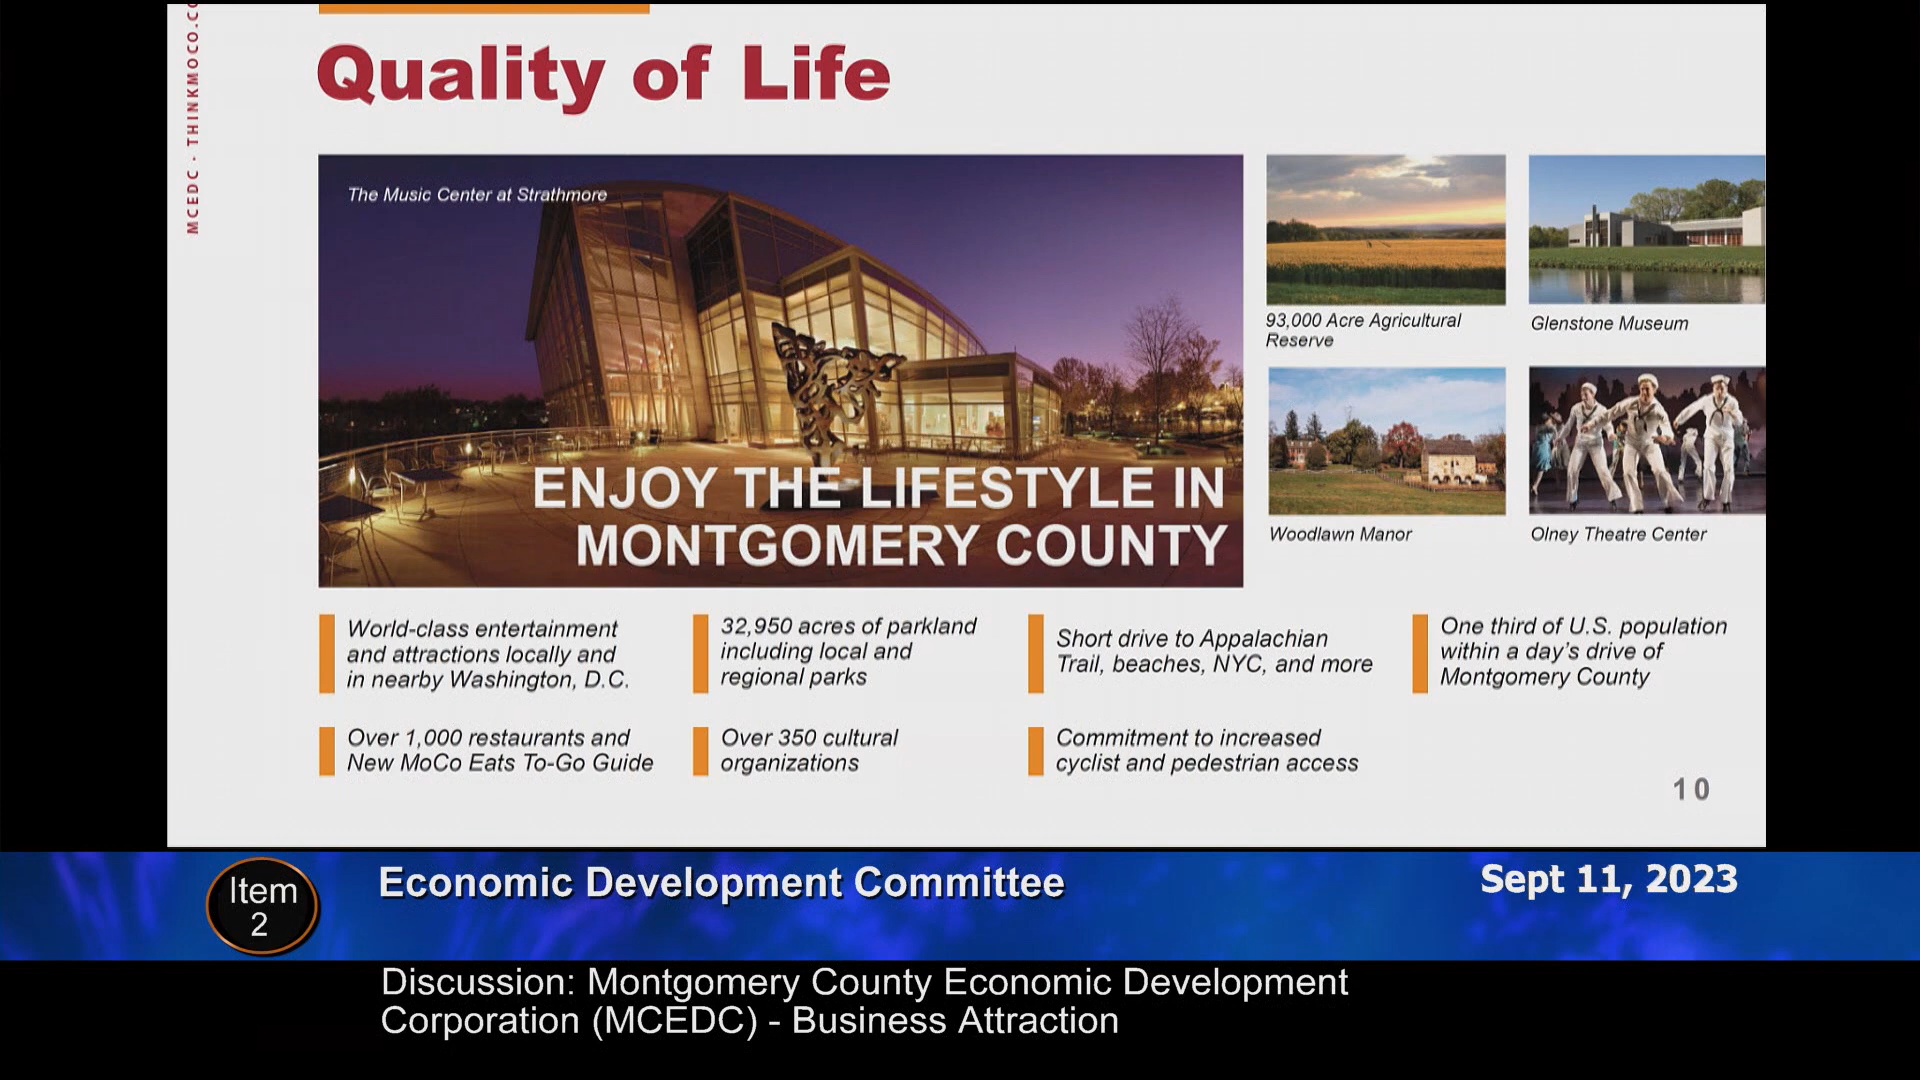 MCEDC · THINKMOCO.CO
Quality of Life
The Music Center at Strathmore
ENJOY THE LIFESTYLE IN
MONTGOMERY COUNTY
93,000 Acre Agricultural
Reserve
Glenstone Museum
Woodlawn Manor
Olney Theatre Center
World-class entertainment
and attractions locally and
in nearby Washington, D.C.
32,950 acres of parkland
including local and
regional parks
Short drive to Appalachian
Trail, beaches, NYC, and more
One third of U.S. population
within a day's drive of
Montgomery County
Over 1,000 restaurants and
New MoCo Eats To-Go Guide
Over 350 cultural
organizations
Commitment to increased
cyclist and pedestrian access
10
Item
2
Economic Development Committee
Sept 11, 2023
Discussion: Montgomery County Economic Development
Corporation (MCEDC) - Business Attraction